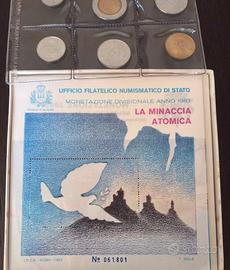 UFFICIO FILATELICO NUMISMATICO DI STATO
MONETAZIONE DIVISIONALE ANNO 1983
LA MINACCIA
ATOMICA
Nº 061801